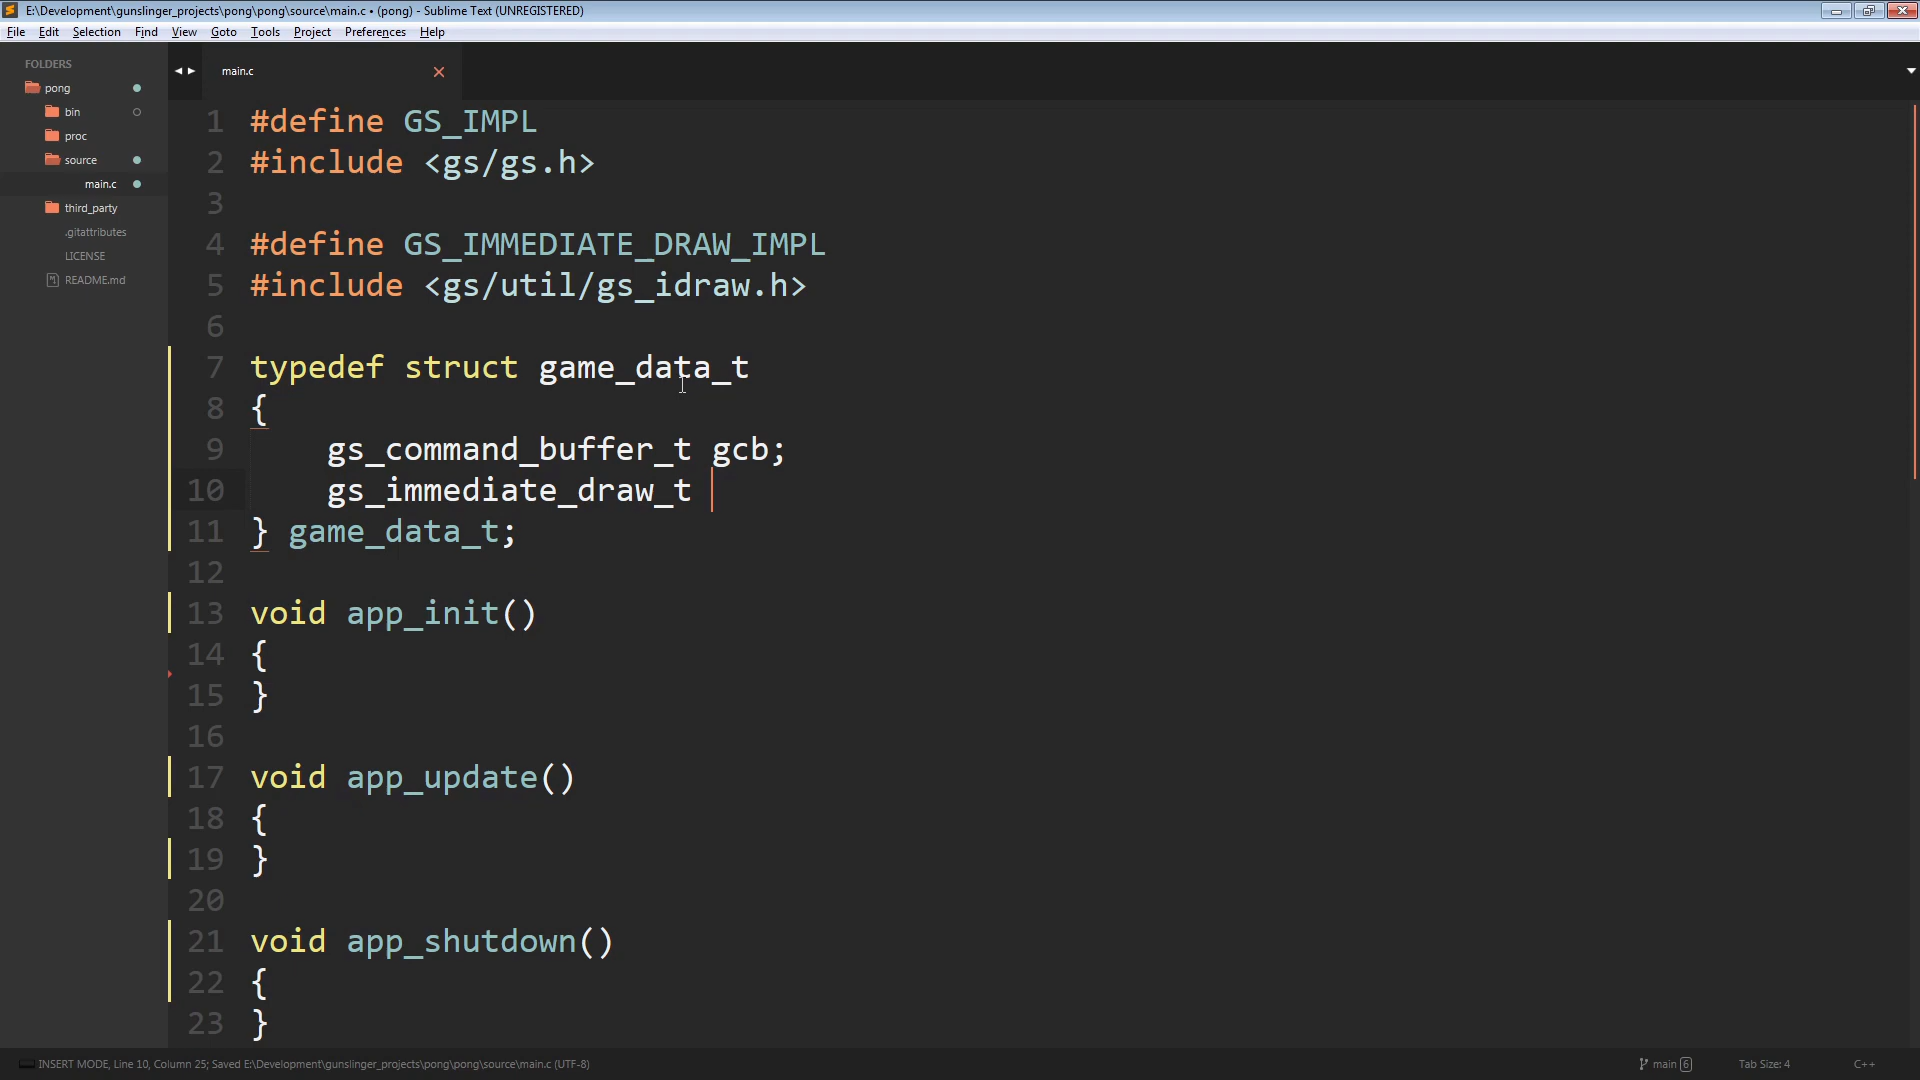 E:\Development\gunslinger_projects\pong\pong\source\main.c • (pong) - Sublime Text (UNREGISTERED)
File Edit Selection Find View Goto Tools Project Preferences Help
FOLDERS
pong
bin
proc
source
main.c
third_party
.gitattributes
LICENSE
README.md
main.c
1 #define GS_IMPL
2 #include <gs/gs.h>
3
4 #define GS_IMMEDIATE_DRAW_IMPL
5 #include <gs/util/gs_idraw.h>
6
7 typedef struct game_data_t
8 {
9 gs_command_buffer_t gcb;
10 gs_immediate_draw_t
11 } game_data_t;
12
13 void app_init()
14 {
15 }
16
17 void app_update()
18 {
19 }
20
21 void app_shutdown()
22 {
23 }
INSERT MODE, Line 10, Column 25; Saved E:\Development\gunslinger_projects\pong\pong\source\main.c (UTF-8)
main 6
Tab Size: 4
C++